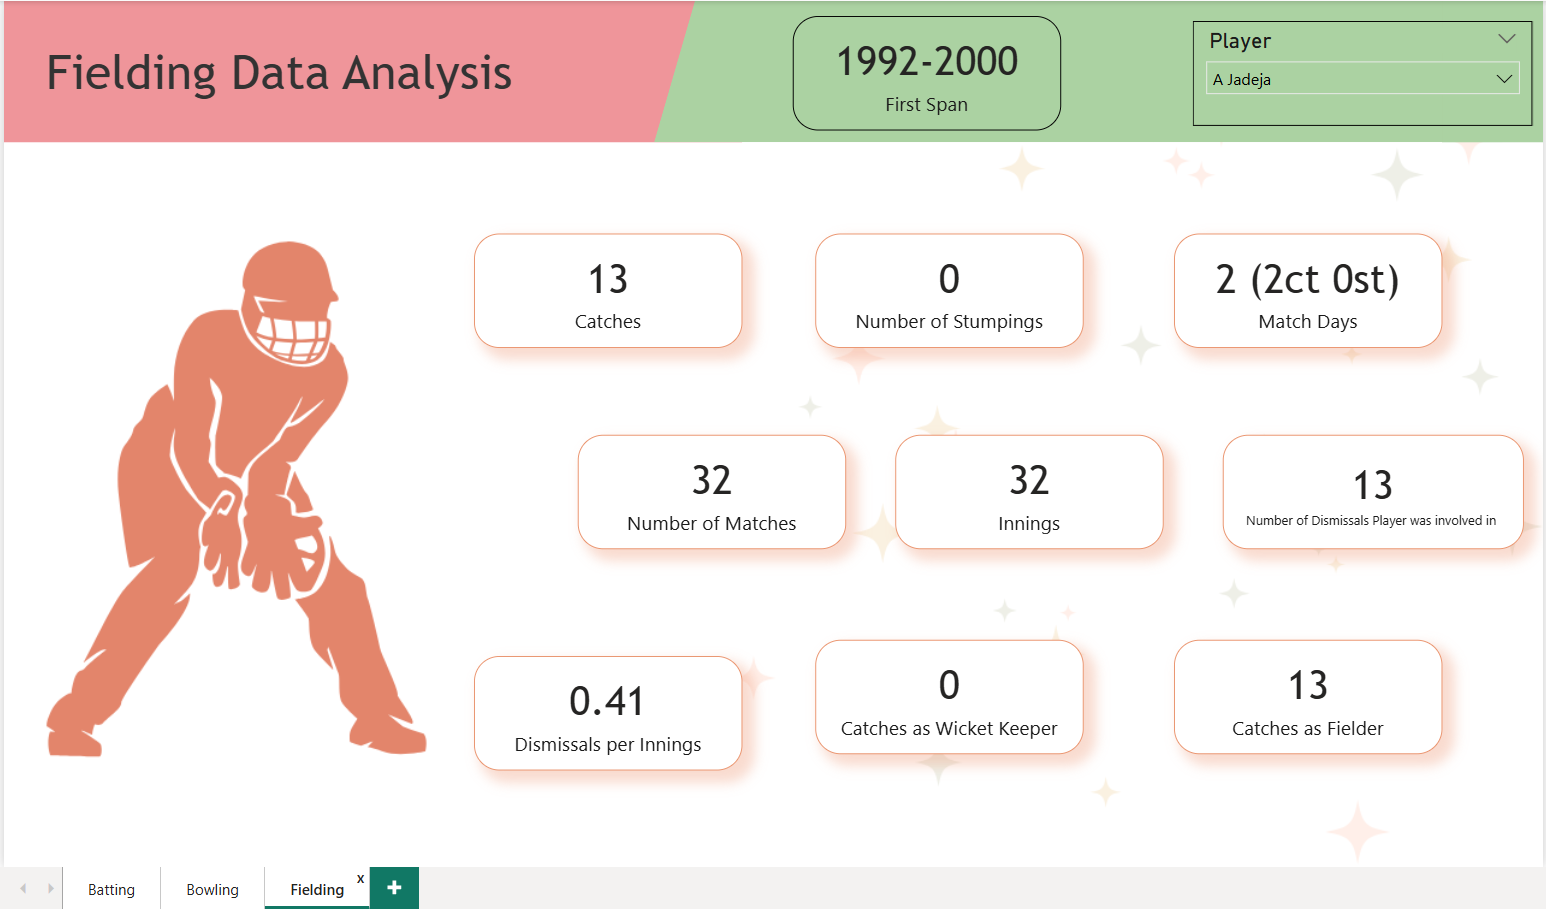 Fielding Data Analysis
1992-2000
First Span
Player
A Jadeja
13
Catches
0
Number of Stumpings
2 (2ct 0st)
Match Days
32
Number of Matches
32
Innings
13
Number of Dismissals Player was involved in
0.41
Dismissals per Innings
0
Catches as Wicket Keeper
13
Catches as Fielder
Batting
Bowling
Fielding
x